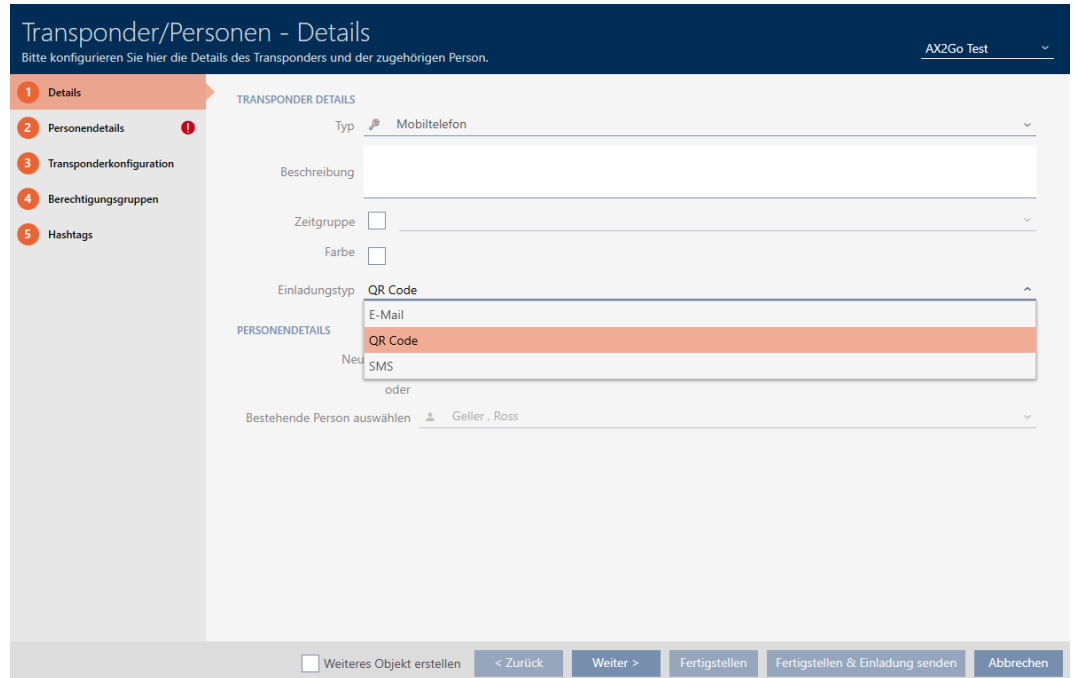 Transponder/Personen - Details
Bitte konfigurieren Sie hier die Details des Transponders und der zugehörigen Person.
AX2Go Test
1 Details
2 Personendetails
3 Transponderkonfiguration
4 Berechtigungsgruppen
5 Hashtags
TRANSPONDER DETAILS
Typ Mobiltelefon
Beschreibung
Zeitgruppe
Farbe
Einladungstyp QR Code
E-Mail
QR Code
SMS
PERSONENDETAILS
Neu
oder
Bestehende Person auswählen Geller , Ross
Weiteres Objekt erstellen < Zurück Weiter > Fertigstellen Fertigstellen & Einladung senden Abbrechen